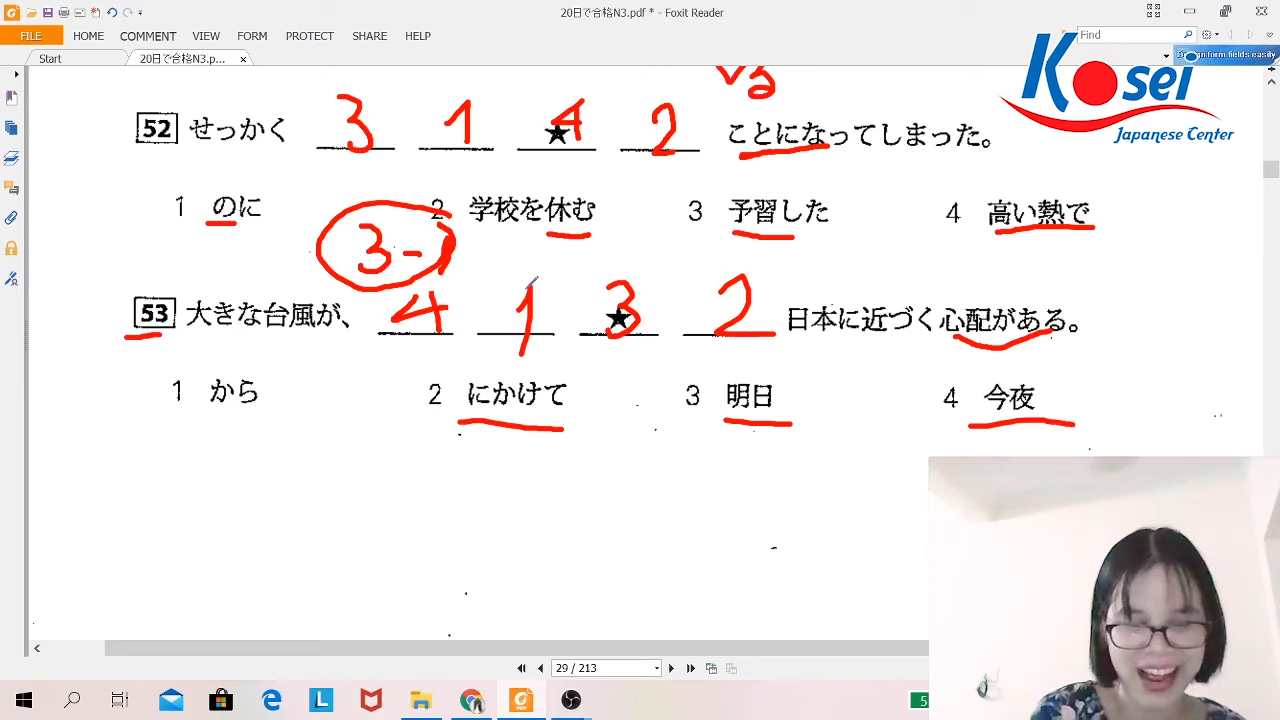 20日で合格N3.pdf * - Foxit Reader
FILE HOME COMMENT VIEW FORM PROTECT SHARE HELP
Find
Start 20日で合格N3.p...
form fields easily
Kosei
Japanese Center
52 せっかく 3 1 4 ★ 2 ことになってしまった。
1 のに 2 学校を休む 3 予習した 4 高い熱で
3-1
53 大きな台風が、 4 1 3 ★ 2 日本に近づく心配がある。
1 から 2 にかけて 3 明日 4 今夜
29 / 213